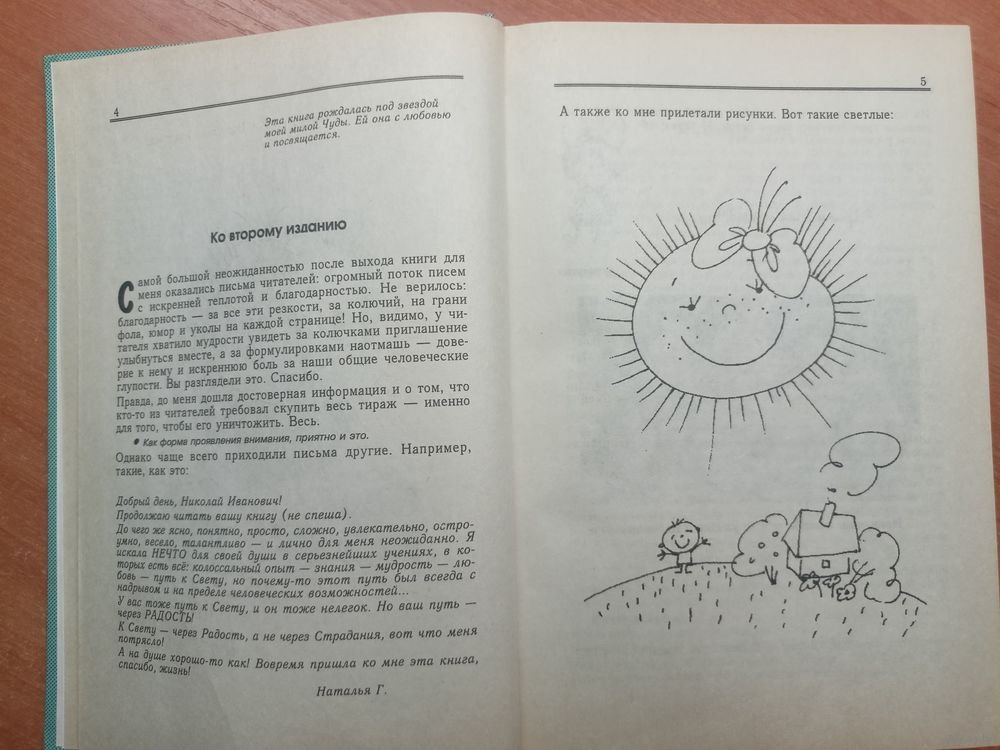 4
Эта книга рождалась под звездой
моей милой Чуды. Ей она с любовью
и посвящается.
Ко второму изданию
Самой большой неожиданностью после выхода книги для
меня оказались письма читателей: огромный поток писем
с искренней теплотой и благодарностью. Не верилось:
благодарность — за все эти резкости, за колючий, на грани
фола, юмор и уколы на каждой странице! Но, видимо, у чи-
тателя хватило мудрости увидеть за колючками приглашение
улыбнуться вместе, а за формулировками наотмашь — дове-
рие к нему и искреннюю боль за наши общие человеческие
глупости. Вы разглядели это. Спасибо.
Правда, до меня дошла достоверная информация и о том, что
кто-то из читателей требовал скупить весь тираж — именно
для того, чтобы его уничтожить. Весь.
• Как форма проявления внимания, приятно и это.
Однако чаще всего приходили письма другие. Например,
такие, как это:
Добрый день, Николай Иванович!
Продолжаю читать вашу книгу (не спеша).
До чего же ясно, понятно, просто, сложно, увлекательно, остро-
умно, весело, талантливо — и лично для меня неожиданно. Я
искала НЕЧТО для своей души в серьезнейших учениях, в ко-
торых есть всё: колоссальный опыт — знания — мудрость — лю-
бовь — путь к Свету, но почему-то этот путь был всегда с
надрывом и на пределе человеческих возможностей...
У вас тоже путь к Свету, и он тоже нелегок. Но ваш путь —
через РАДОСТЬ!
К Свету — через Радость, а не через Страдания, вот что меня
потрясло!
А на душе хорошо-то как! Вовремя пришла ко мне эта книга,
спасибо, жизнь!
Наталья Г.
5
А также ко мне прилетали рисунки. Вот такие светлые: